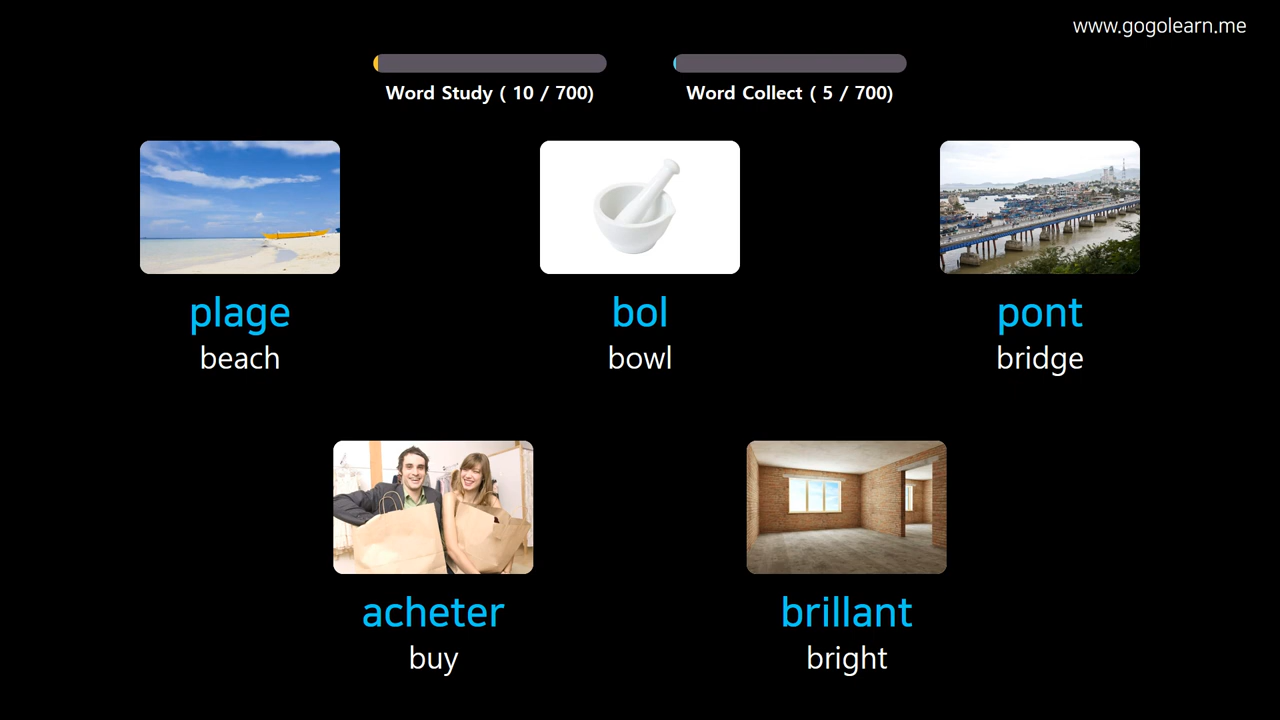 www.gogolearn.me
Word Study ( 10 / 700)
Word Collect ( 5 / 700)
plage
beach
bol
bowl
pont
bridge
acheter
buy
brillant
bright